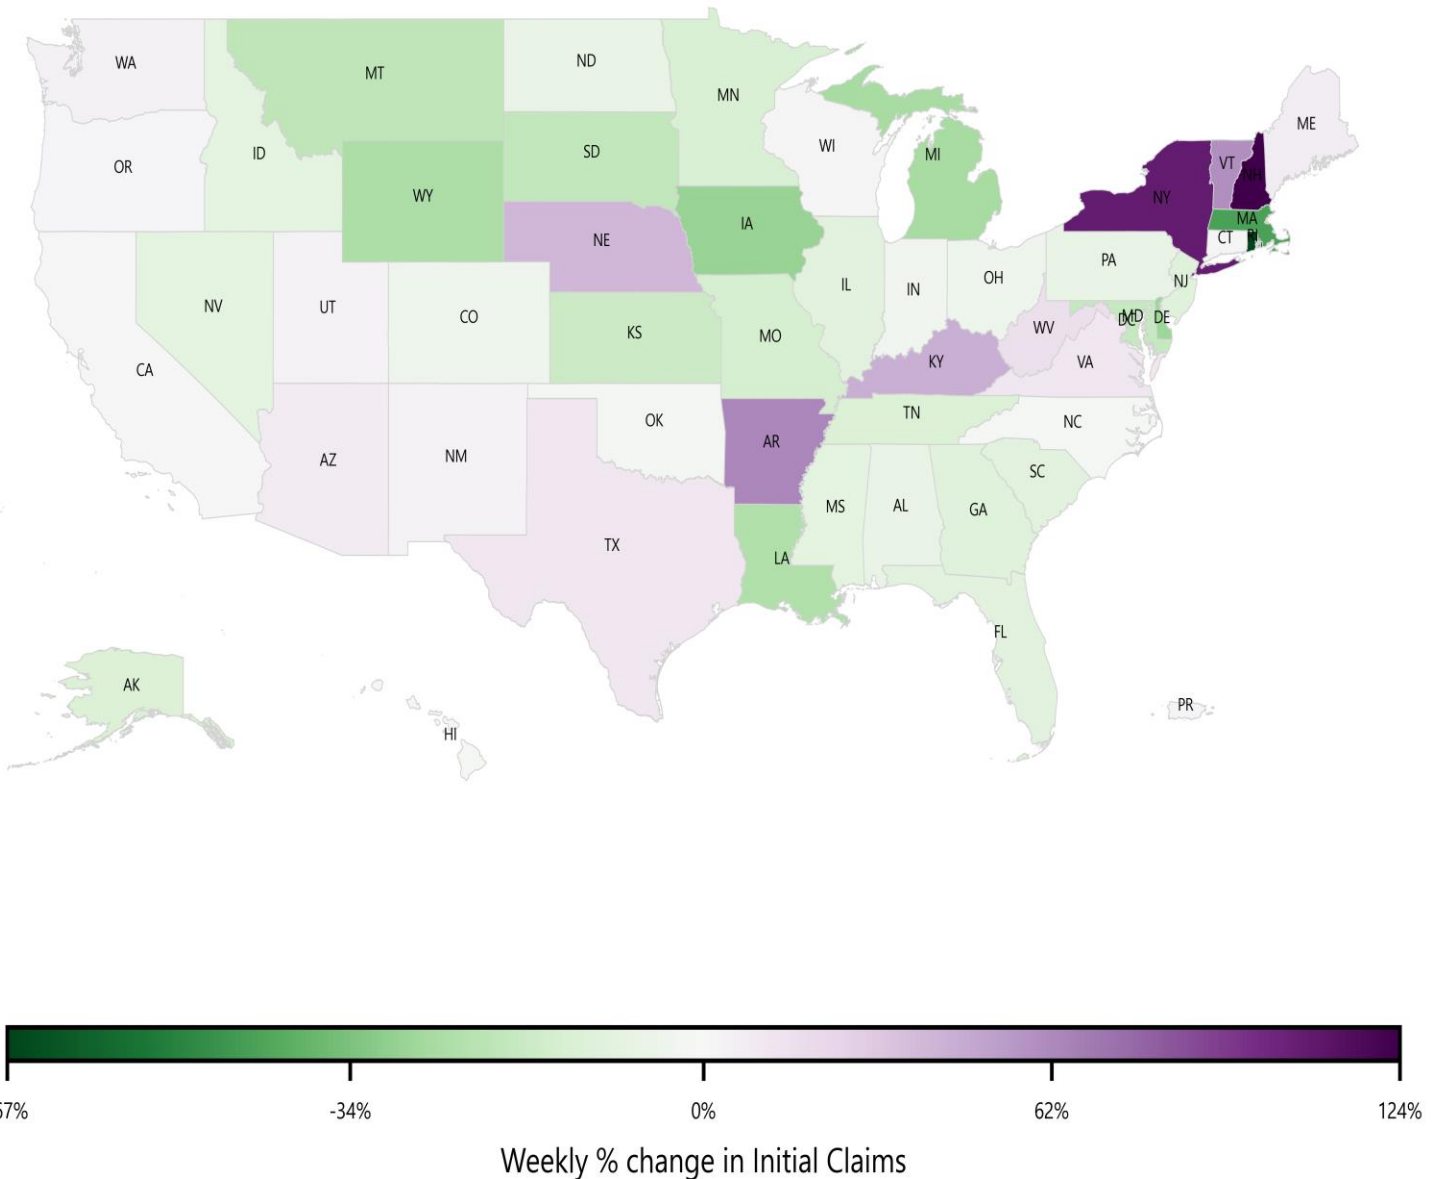 WA
MT
ND
MN
ME
OR
ID
SD
WI
MI
VT
NH
WY
NY
IA
MA
NE
CT
RI
NV
UT
CO
KS
MO
IL
IN
OH
PA
NJ
DC
MD
DE
WV
VA
KY
CA
AZ
NM
OK
AR
TN
NC
SC
TX
LA
MS
AL
GA
FL
AK
HI
PR
57% -34% 0% 62% 124%
Weekly % change in Initial Claims